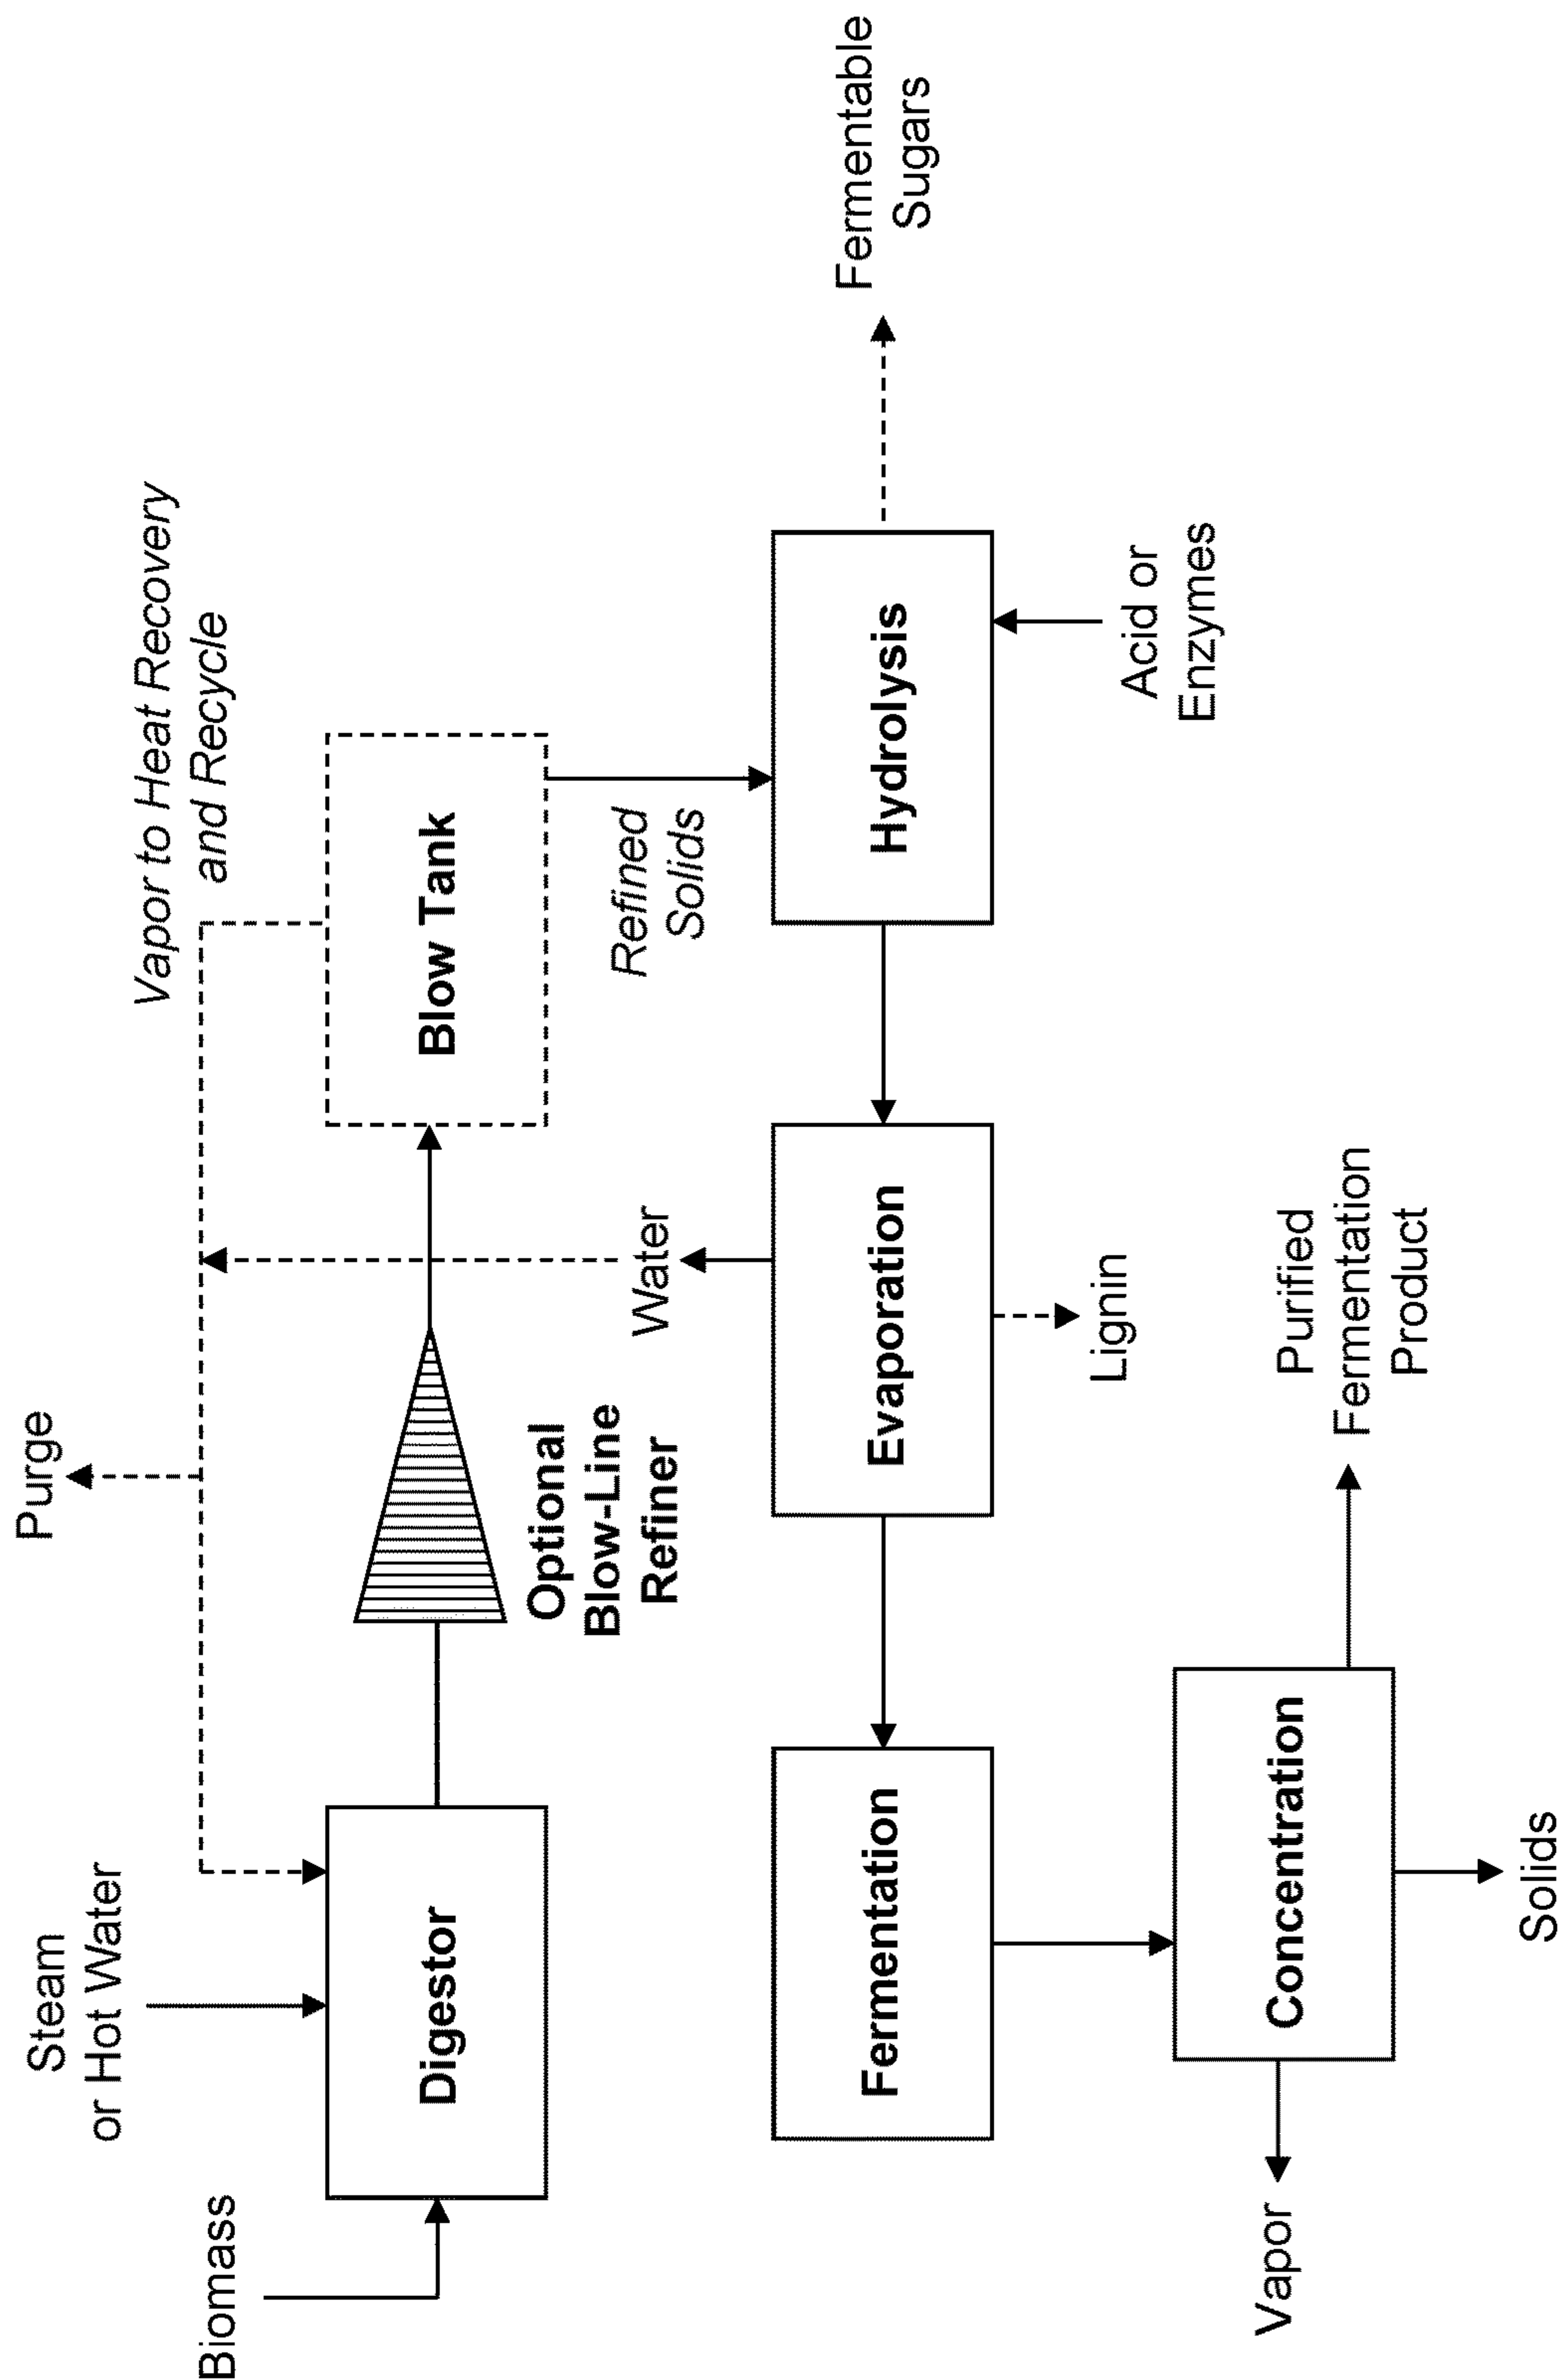 Biomass
Steam
or Hot Water
Purge
Vapor to Heat Recovery
and Recycle
Digestor
Optional
Blow-Line
Refiner
Blow Tank
Refined
Solids
Water
Fermentation
Evaporation
Hydrolysis
Fermentable
Sugars
Lignin
Acid or
Enzymes
Vapor
Concentration
Purified
Fermentation
Product
Solids